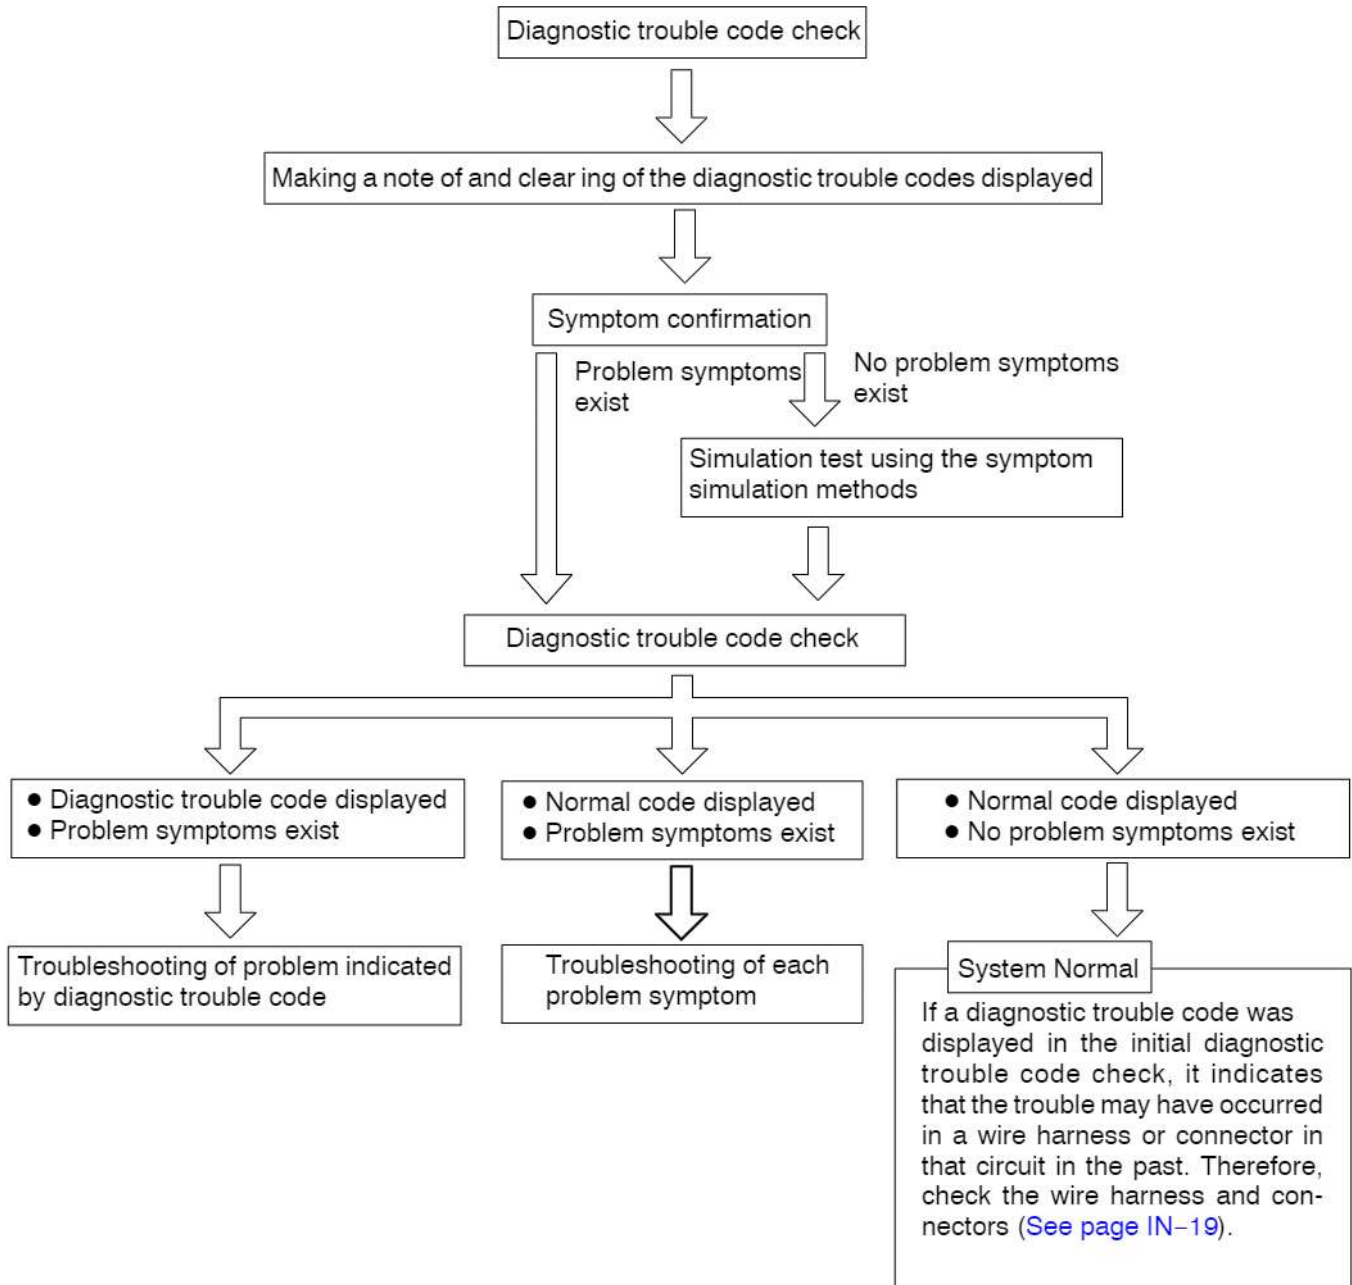 Diagnostic trouble code check
Making a note of and clear ing of the diagnostic trouble codes displayed
Symptom confirmation
Problem symptoms
exist
No problem symptoms
exist
Simulation test using the symptom
simulation methods
Diagnostic trouble code check
● Diagnostic trouble code displayed
● Problem symptoms exist
● Normal code displayed
● Problem symptoms exist
● Normal code displayed
● No problem symptoms exist
Troubleshooting of problem indicated
by diagnostic trouble code
Troubleshooting of each
problem symptom
System Normal
If a diagnostic trouble code was
displayed in the initial diagnostic
trouble code check, it indicates
that the trouble may have occurred
in a wire harness or connector in
that circuit in the past. Therefore,
check the wire harness and con-
nectors (See page IN–19).